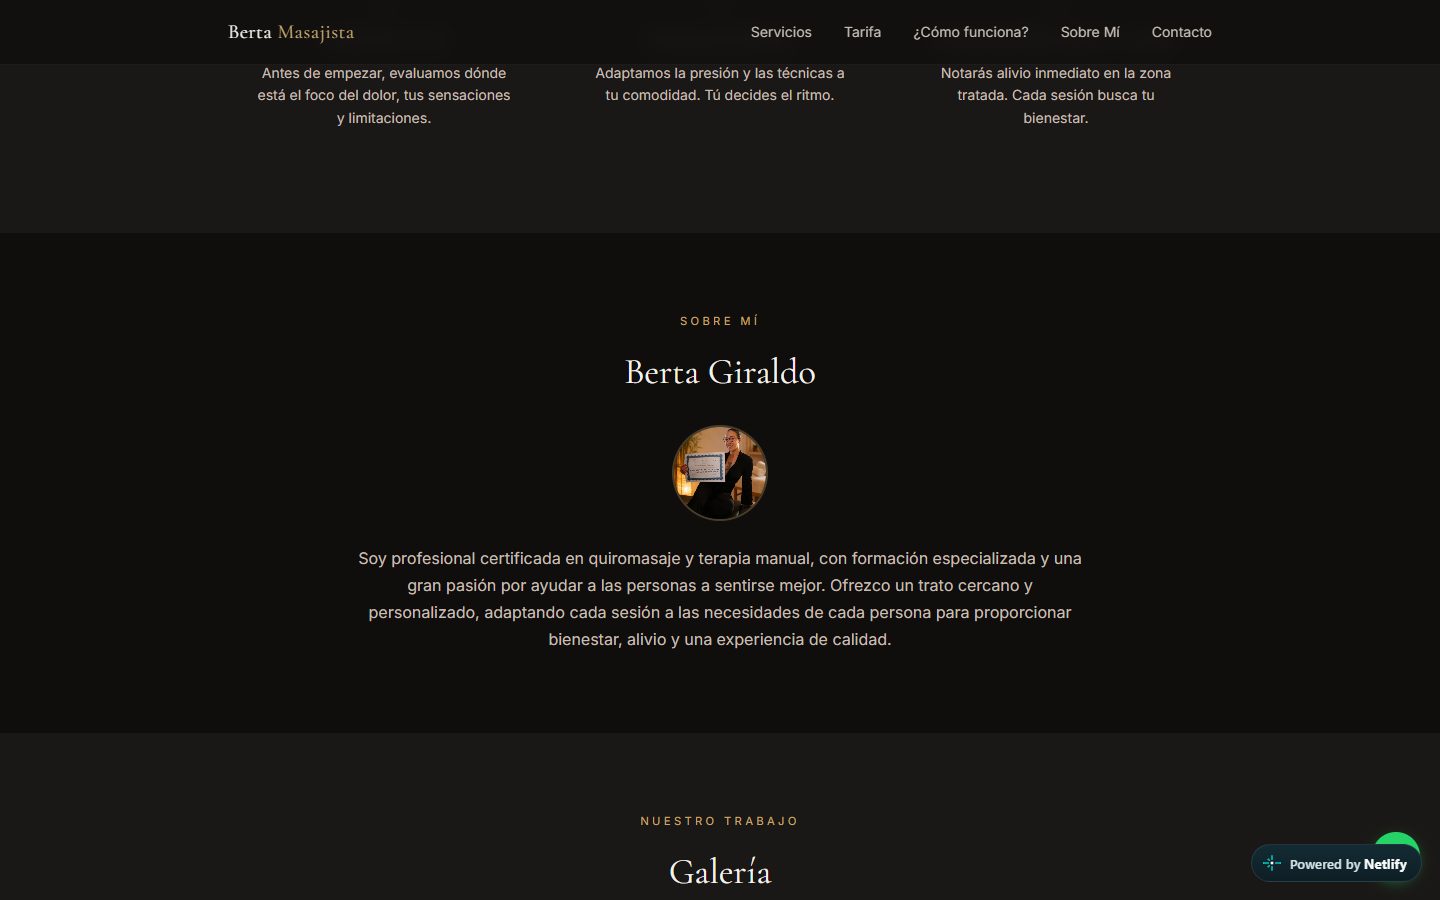 Berta Masajista
Servicios
Tarifa
¿Cómo funciona?
Sobre Mí
Contacto
Antes de empezar, evaluamos dónde
está el foco del dolor, tus sensaciones
y limitaciones.
Adaptamos la presión y las técnicas a
tu comodidad. Tú decides el ritmo.
Notarás alivio inmediato en la zona
tratada. Cada sesión busca tu
bienestar.
SOBRE MÍ
Berta Giraldo
Soy profesional certificada en quiromasaje y terapia manual, con formación especializada y una
gran pasión por ayudar a las personas a sentirse mejor. Ofrezco un trato cercano y
personalizado, adaptando cada sesión a las necesidades de cada persona para proporcionar
bienestar, alivio y una experiencia de calidad.
NUESTRO TRABAJO
Galería
Powered by Netlify